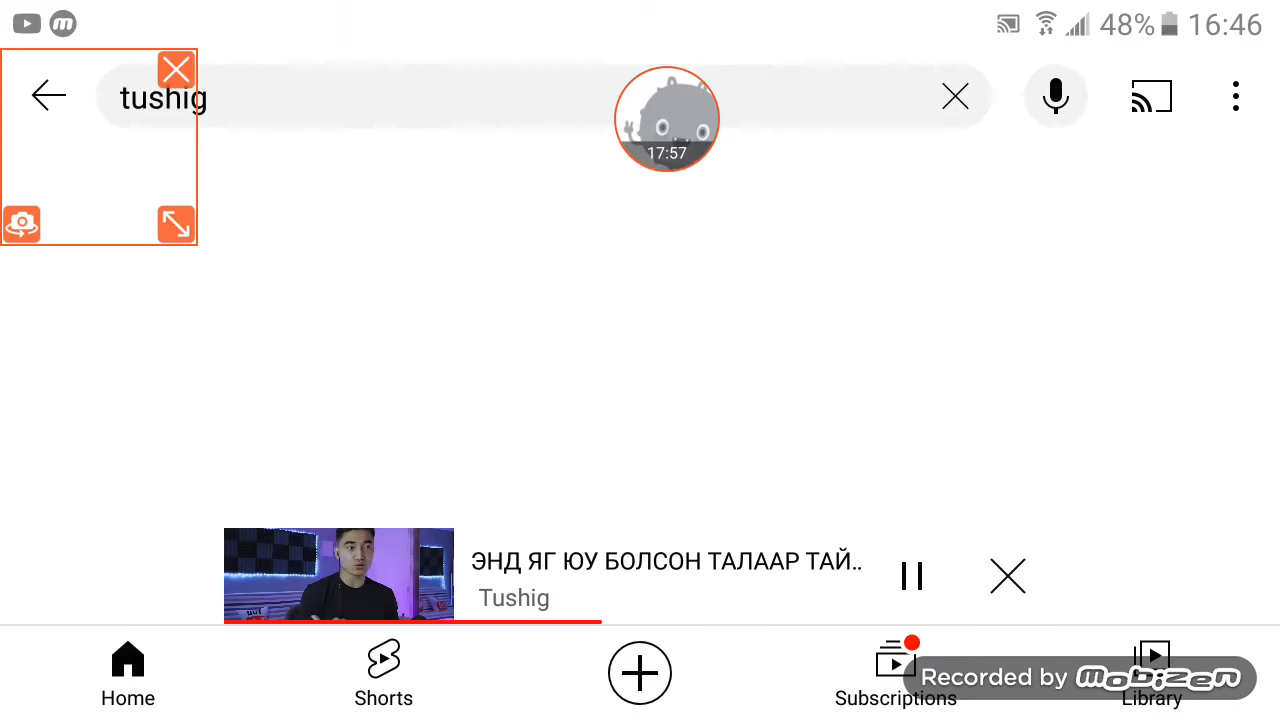 48% 16:46
tushig
17:57
ЭНД ЯГ ЮУ БОЛСОН ТАЛААР ТАЙ..
Tushig
Home
Shorts
Subscriptions
Library
Recorded by mobizen